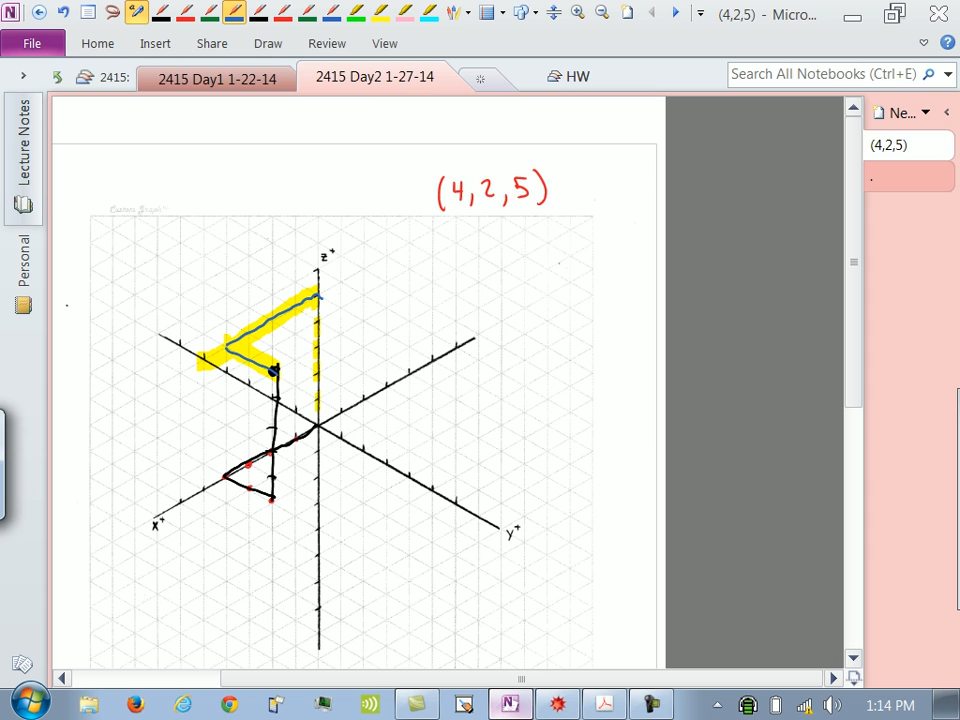 (4,2,5) - Micro...
File
Home
Insert
Share
Draw
Review
View
2415:
2415 Day1 1-22-14
2415 Day2 1-27-14
HW
Search All Notebooks (Ctrl+E)
Lecture Notes
Personal
Ne...
(4,2,5)
.
(4,2,5)
Custom Graph
z+
x+
y+
1:14 PM